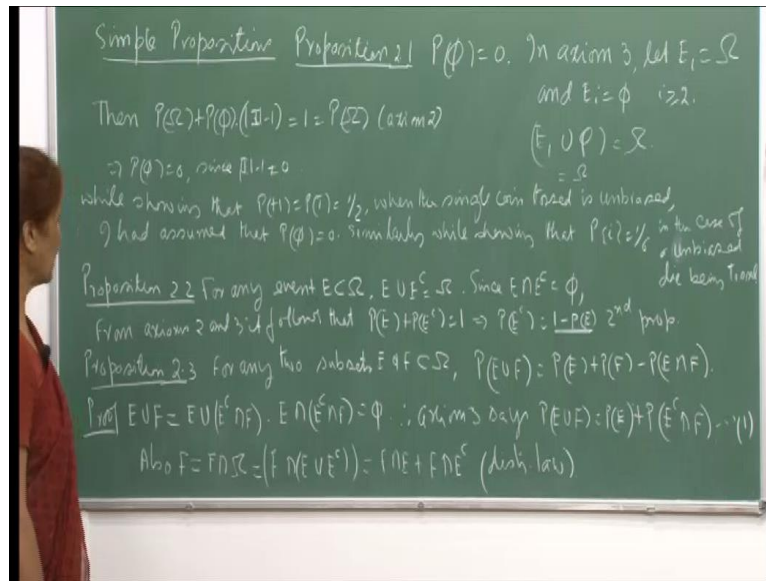 Simple Propositions Proposition 2.1 P(ϕ)=0. In axiom 3, let E₁=Ω
and Eᵢ=ϕ i≥2.
Then P(Ω)+P(ϕ).(|I|-1)=1=P(Ω) (axiom 2)
(E₁∪ϕ)=Ω.
=Ω
⇒ P(ϕ)=0, since |I|-1≠0
while showing that P(H)=P(T)=1/2, when the single coin tossed is unbiased,
I had assumed that P(ϕ)=0. Similarly while showing that P(i)=1/6 in the case of
unbiased
die being
Proposition 2.2 For any event E⊂Ω, E∪Eᶜ=Ω. Since E∩Eᶜ=ϕ,
from axioms 2 and 3 it follows that P(E)+P(Eᶜ)=1 ⇒ P(Eᶜ)=1-P(E) 2ⁿᵈ prop.
Proposition 2.3 For any two subsets E & F⊂Ω, P(E∪F)=P(E)+P(F)-P(E∩F).
Proof E∪F=E∪(Eᶜ∩F). E∩(Eᶜ∩F)=ϕ ∴, axiom 3 says P(E∪F)=P(E)+P(Eᶜ∩F)...(1)
Also F=F∩Ω=(F∩(E∪Eᶜ))=F∩E+F∩Eᶜ (distr. law)